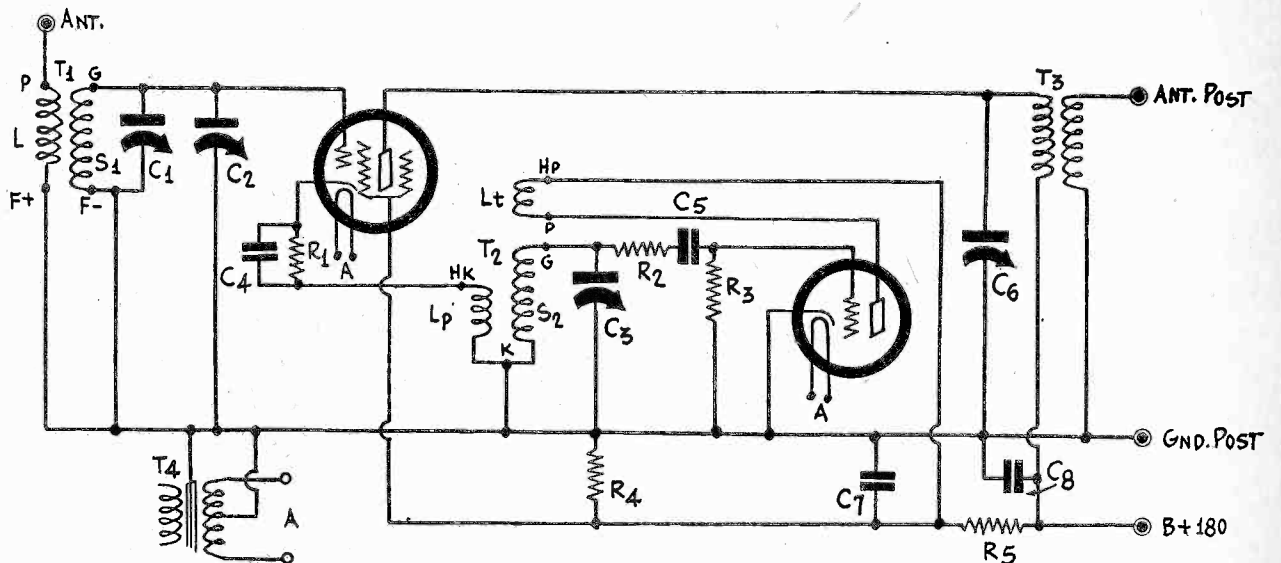 ANT.
P
T1
G
L
S1
C1
C2
F+
F-
C4
R1
A
HK
Lp
T2
G
S2
K
Lt
HP
P
C3
R2
C5
R3
A
C6
T3
ANT. POST
GND. POST
C8
B+180
R5
C7
R4
T4
A